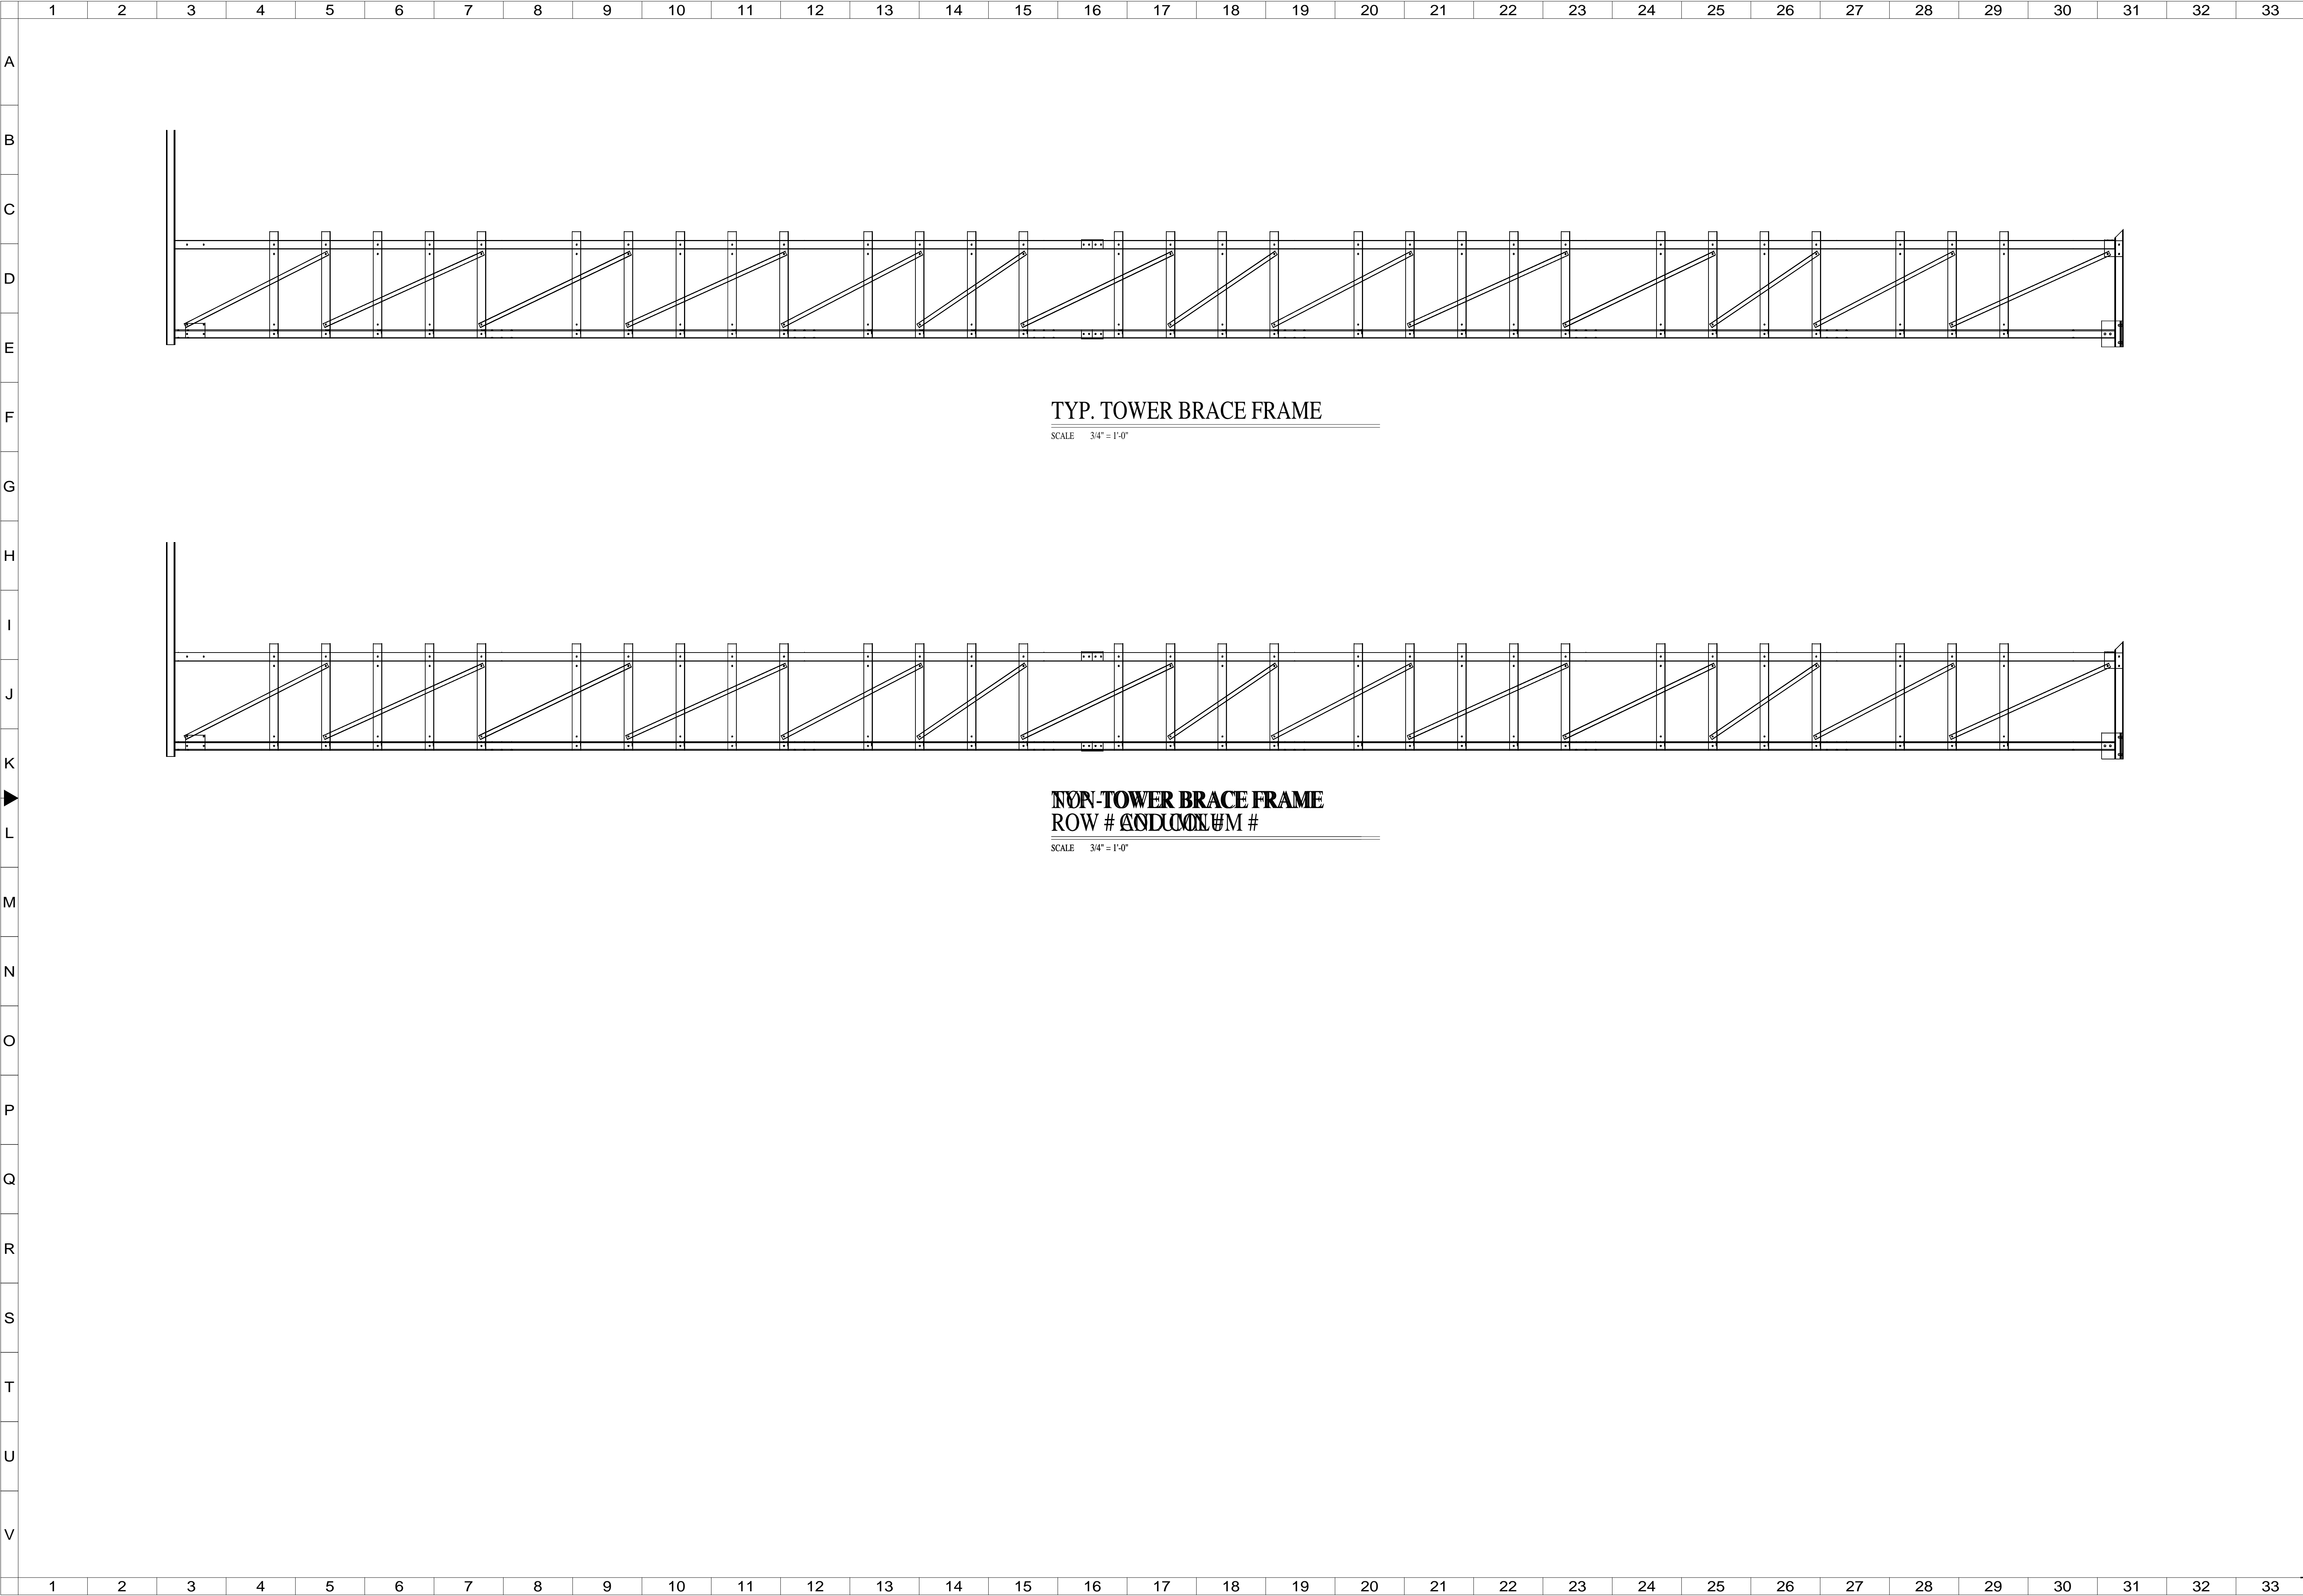 1 2 3 4 5 6 7 8 9 10 11 12 13 14 15 16 17 18 19 20 21 22 23 24 25 26 27 28 29 30 31 32 33
A
B
C
D
E
TYP. TOWER BRACE FRAME
F
SCALE 3/4" = 1'-0"
G
H
I
J
K
TOWER BRACE FRAME
L
ROW #
SCALE 3/4" = 1'-0"
M
N
O
P
Q
R
S
T
U
V
1 2 3 4 5 6 7 8 9 10 11 12 13 14 15 16 17 18 19 20 21 22 23 24 25 26 27 28 29 30 31 32 33